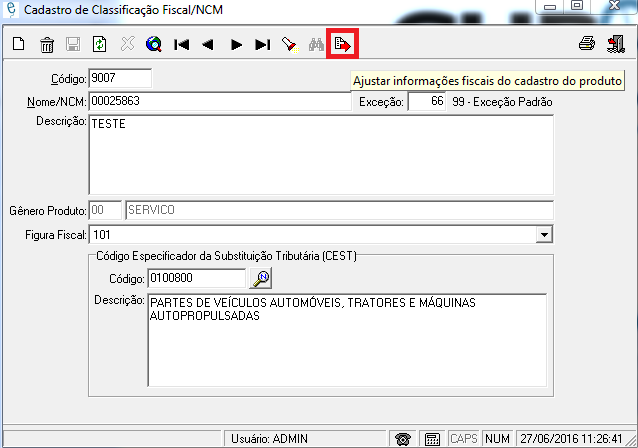 Cadastro de Classificação Fiscal/NCM
Ajustar informações fiscais do cadastro do produto
Código: 9007
Nome/NCM: 00025863 Exceção: 66 99 - Exceção Padrão
Descrição: TESTE
Gênero Produto: 00 SERVICO
Figura Fiscal: 101
Código Especificador da Substituição Tributária (CEST)
Código: 0100800
Descrição: PARTES DE VEÍCULOS AUTOMÓVEIS, TRATORES E MÁQUINAS
AUTOPROPULSADAS
Usuário: ADMIN CAPS NUM 27/06/2016 11:26:41